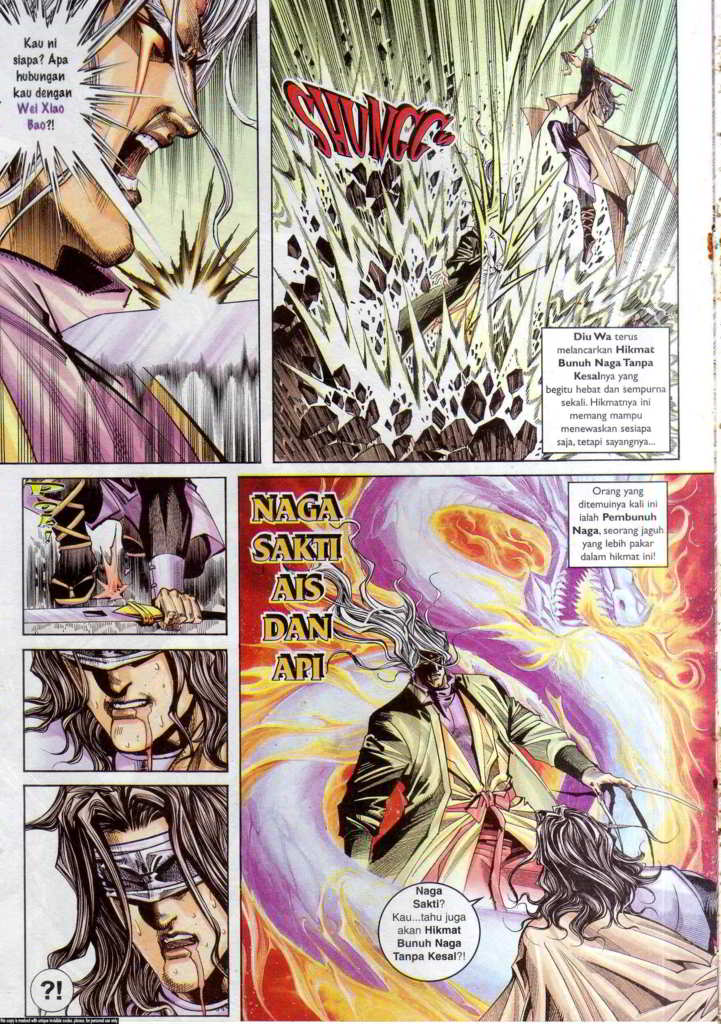 Kau ni
siapa? Apa
hubungan
kau dengan
Wei Xiao
Bao?!
SHUNGG
Diu Wa terus
melancarkan Hikmat
Bunuh Naga Tanpa
Kesalnya yang
begitu hebat dan sempurna
sekali. Hikmatnya ini
memang mampu
menewaskan sesiapa
saja, tetapi sayangnya...
NAGA
SAKTI
AIS
DAN
API
Orang yang
ditemuinya kali ini
ialah Pembunuh
Naga, seorang jaguh
yang lebih pakar
dalam hikmat ini!
?!
Naga
Sakti?
Kau...tahu juga
akan Hikmat
Bunuh Naga
Tanpa Kesal?!